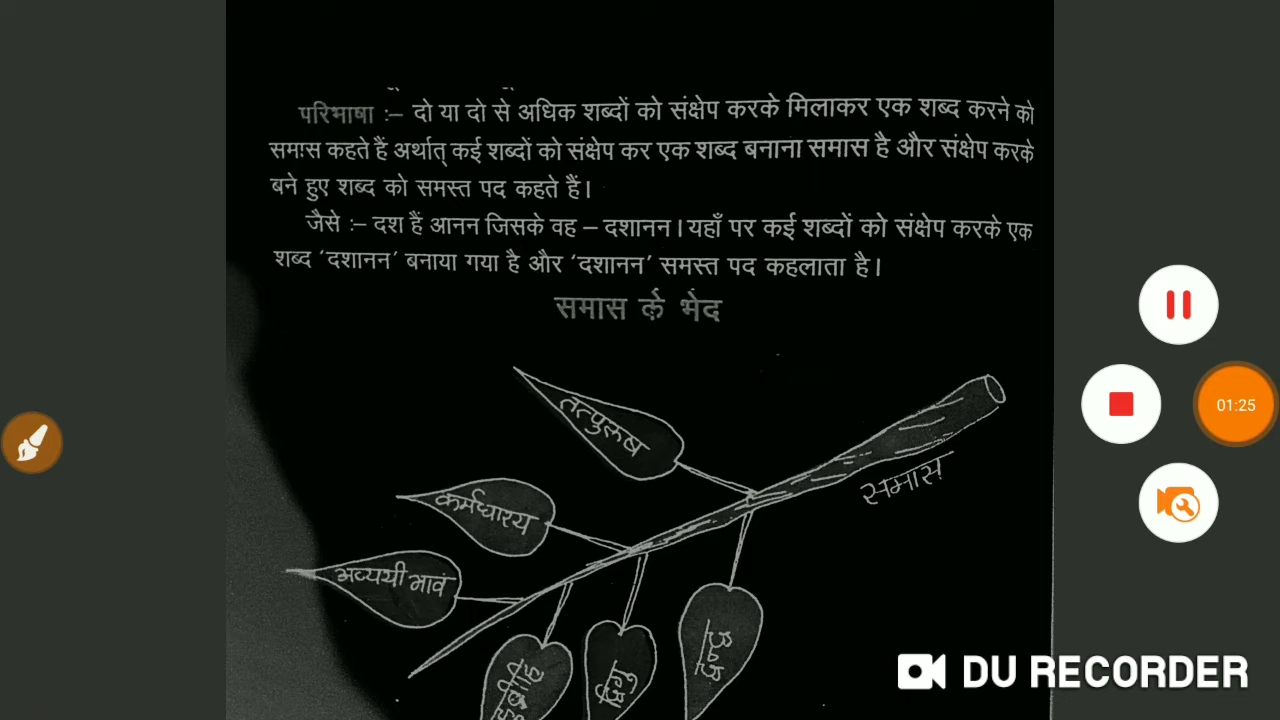 परिभाषा :– दो या दो से अधिक शब्दों को संक्षेप करके मिलाकर एक शब्द करने को
समास कहते हैं अर्थात् कई शब्दों को संक्षेप कर एक शब्द बनाना समास है और संक्षेप करके
बने हुए शब्द को समस्त पद कहते हैं।
जैसे :– दश हैं आनन जिसके वह – दशानन। यहाँ पर कई शब्दों को संक्षेप करके एक
शब्द 'दशानन' बनाया गया है और 'दशानन' समस्त पद कहलाता है।
समास के भेद
तत्पुरुष
समास
कर्मधारय
अव्ययी भाव
द्वन्द्व
द्विगु
बहुव्रीहि
01:25
DU RECORDER